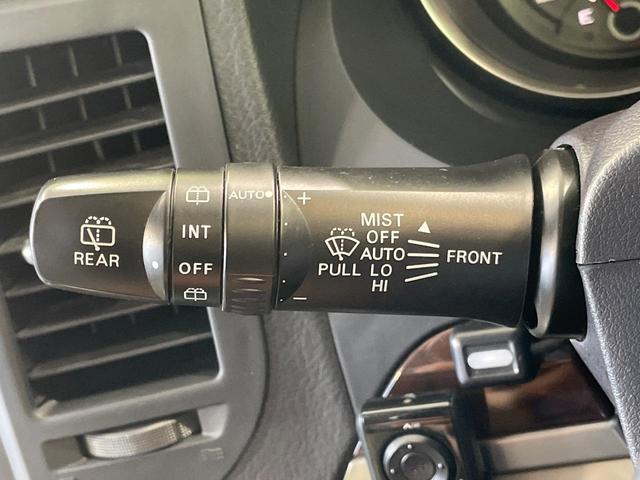 REAR
INT
OFF
AUTO
+
−
MIST
OFF
AUTO
PULL LO
HI
FRONT
E